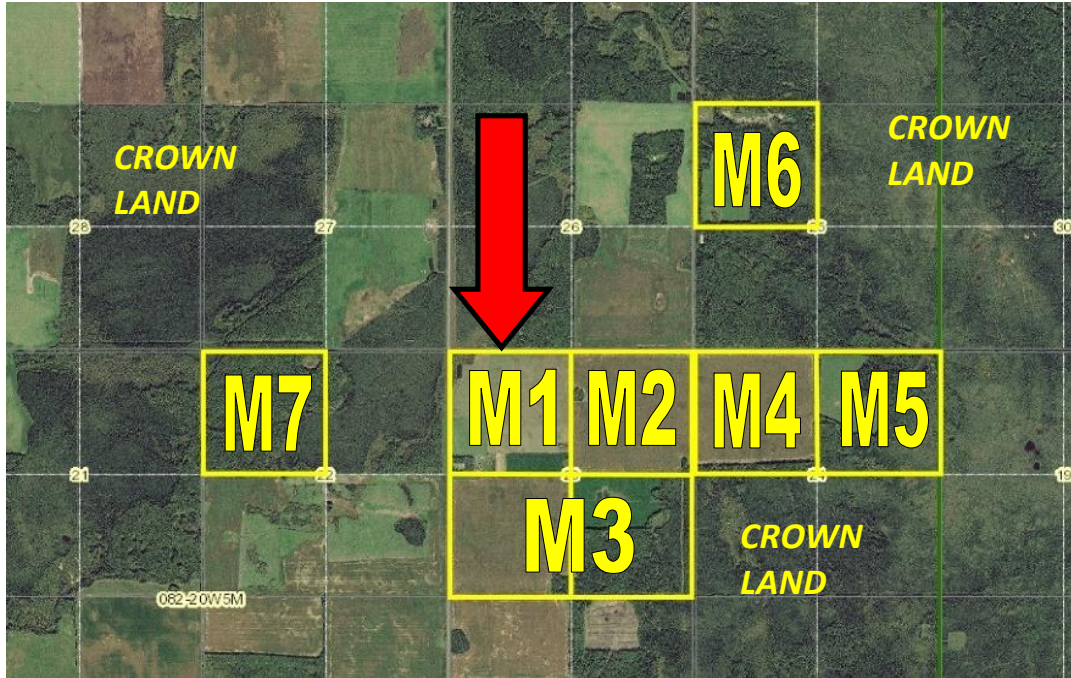 CROWN
LAND
M6
CROWN
LAND
28
27
26
25
30
M7
M1
M2
M4
M5
21
22
23
24
19
M3
CROWN
LAND
082-20W5M